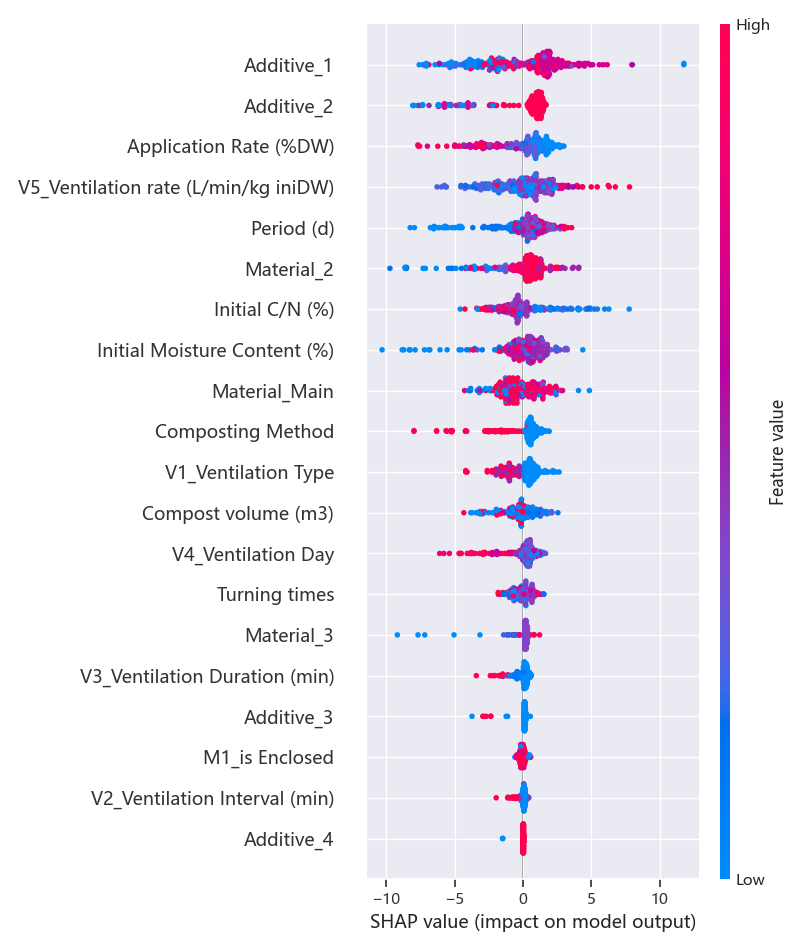 High
Additive_1
Additive_2
Application Rate (%DW)
V5_Ventilation rate (L/min/kg iniDW)
Period (d)
Material_2
Initial C/N (%)
Initial Moisture Content (%)
Material_Main
Composting Method
V1_Ventilation Type
Compost volume (m3)
V4_Ventilation Day
Turning times
Material_3
V3_Ventilation Duration (min)
Additive_3
M1_is Enclosed
V2_Ventilation Interval (min)
Additive_4
Feature value
Low
−10 −5 0 5 10
SHAP value (impact on model output)